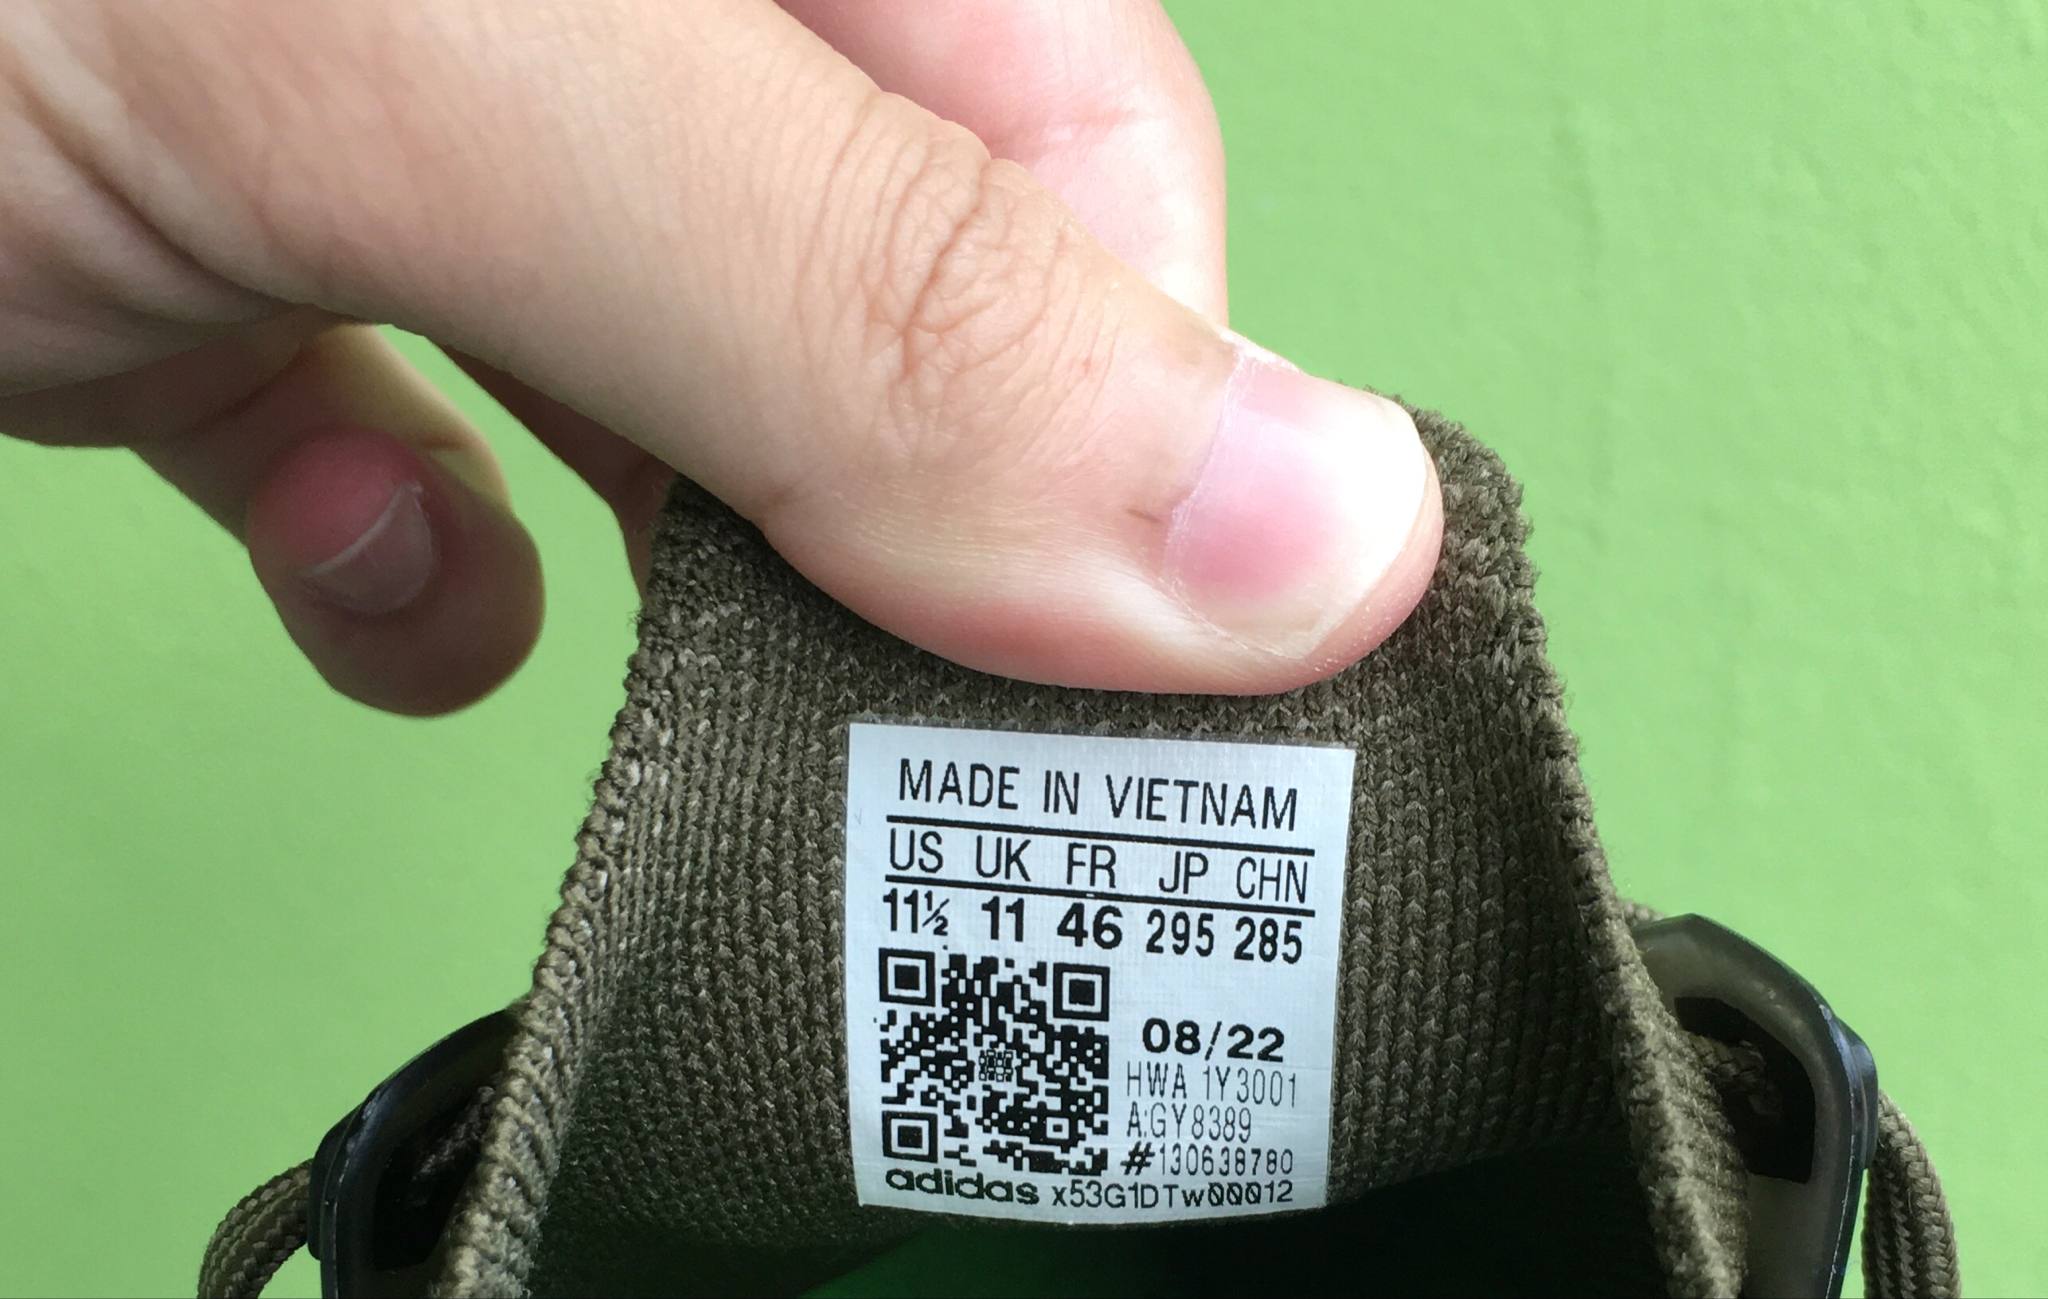 MADE IN VIETNAM
US UK FR JP CHN
11½ 11 46 295 285
08/22
HWA 1Y3001
A:GY8389
#130638780
adidas x53G1DTw00012